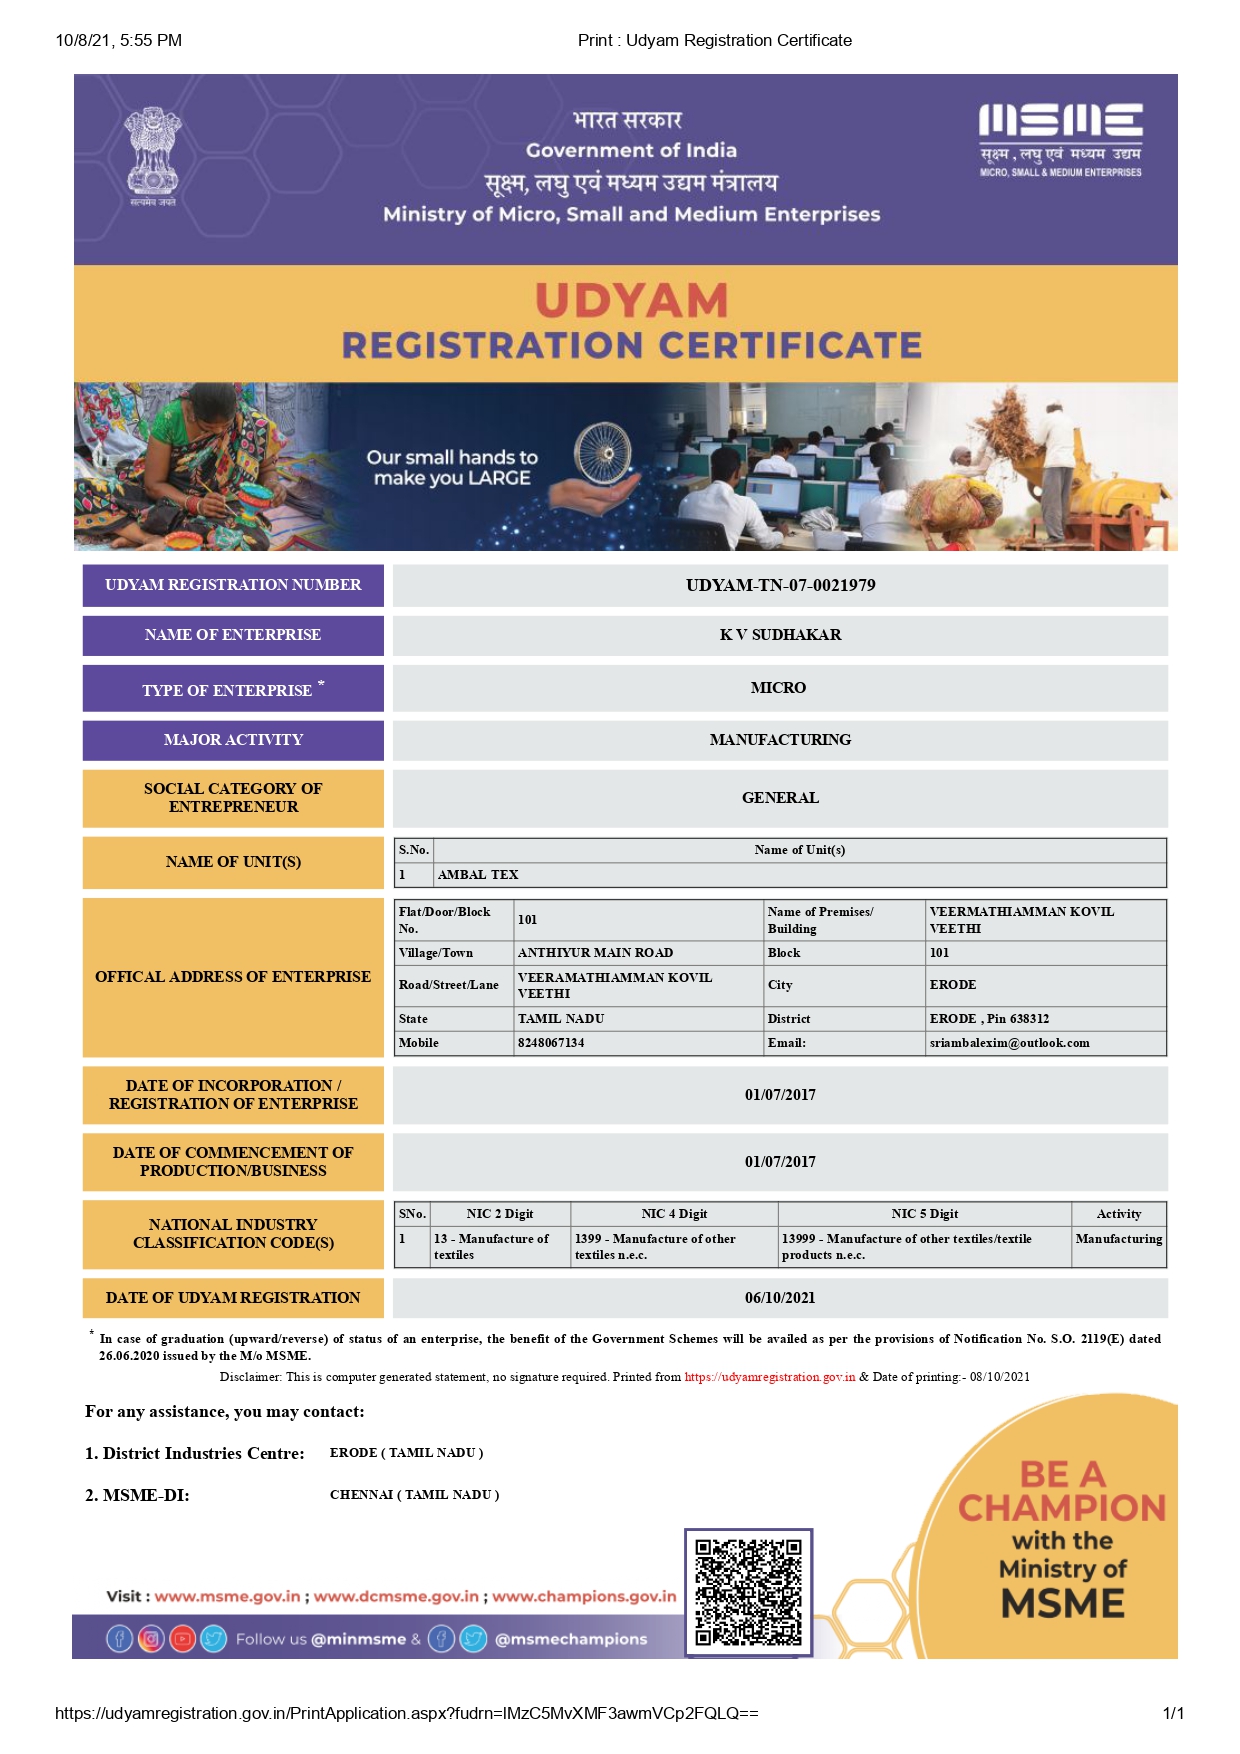 10/8/21, 5:55 PM
Print : Udyam Registration Certificate
भारत सरकार
Government of India
सूक्ष्म, लघु एवं मध्यम उद्यम मंत्रालय
Ministry of Micro, Small and Medium Enterprises
सत्यमेव जयते
MSME
सूक्ष्म, लघु एवं मध्यम उद्यम
MICRO, SMALL & MEDIUM ENTERPRISES
UDYAM
REGISTRATION CERTIFICATE
Our small hands to
make you LARGE
UDYAM REGISTRATION NUMBER
UDYAM-TN-07-0021979
NAME OF ENTERPRISE
K V SUDHAKAR
TYPE OF ENTERPRISE *
MICRO
MAJOR ACTIVITY
MANUFACTURING
SOCIAL CATEGORY OF
ENTREPRENEUR
GENERAL
NAME OF UNIT(S)
S.No. Name of Unit(s)
1 AMBAL TEX
OFFICAL ADDRESS OF ENTERPRISE
Flat/Door/Block
No.
101
Name of Premises/
Building
VEERMATHIAMMAN KOVIL
VEETHI
Village/Town ANTHIYUR MAIN ROAD Block 101
Road/Street/Lane
VEERAMATHIAMMAN KOVIL
VEETHI
City ERODE
State TAMIL NADU District ERODE , Pin 638312
Mobile 8248067134 Email: sriambalexim@outlook.com
DATE OF INCORPORATION /
REGISTRATION OF ENTERPRISE
01/07/2017
DATE OF COMMENCEMENT OF
PRODUCTION/BUSINESS
01/07/2017
NATIONAL INDUSTRY
CLASSIFICATION CODE(S)
SNo. NIC 2 Digit NIC 4 Digit NIC 5 Digit Activity
1
13 - Manufacture of
textiles
1399 - Manufacture of other
textiles n.e.c.
13999 - Manufacture of other textiles/textile
products n.e.c.
Manufacturing
DATE OF UDYAM REGISTRATION
06/10/2021
* In case of graduation (upward/reverse) of status of an enterprise, the benefit of the Government Schemes will be availed as per the provisions of Notification No. S.O. 2119(E) dated
26.06.2020 issued by the M/o MSME.
Disclaimer: This is computer generated statement, no signature required. Printed from https://udyamregistration.gov.in & Date of printing:- 08/10/2021
For any assistance, you may contact:
1. District Industries Centre: ERODE ( TAMIL NADU )
2. MSME-DI: CHENNAI ( TAMIL NADU )
BE A
CHAMPION
with the
Ministry of
MSME
Visit : www.msme.gov.in ; www.dcmsme.gov.in ; www.champions.gov.in
Follow us @minmsme & @msmechampions
https://udyamregistration.gov.in/PrintApplication.aspx?fudrn=lMzC5MvXMF3awmVCp2FQLQ==
1/1